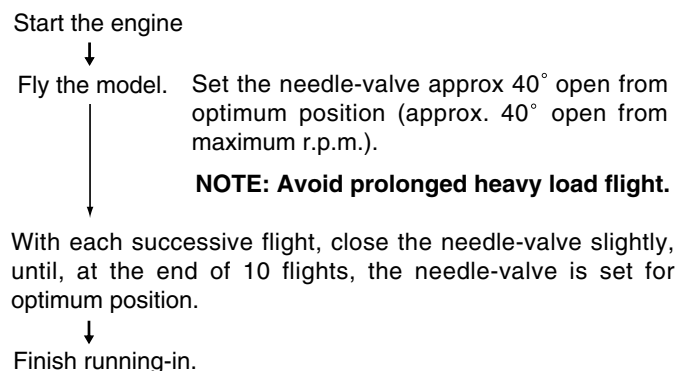 Start the engine
Fly the model.
Set the needle-valve approx 40° open from
optimum position (approx. 40° open from
maximum r.p.m.).
NOTE: Avoid prolonged heavy load flight.
With each successive flight, close the needle-valve slightly,
until, at the end of 10 flights, the needle-valve is set for
optimum position.
Finish running-in.